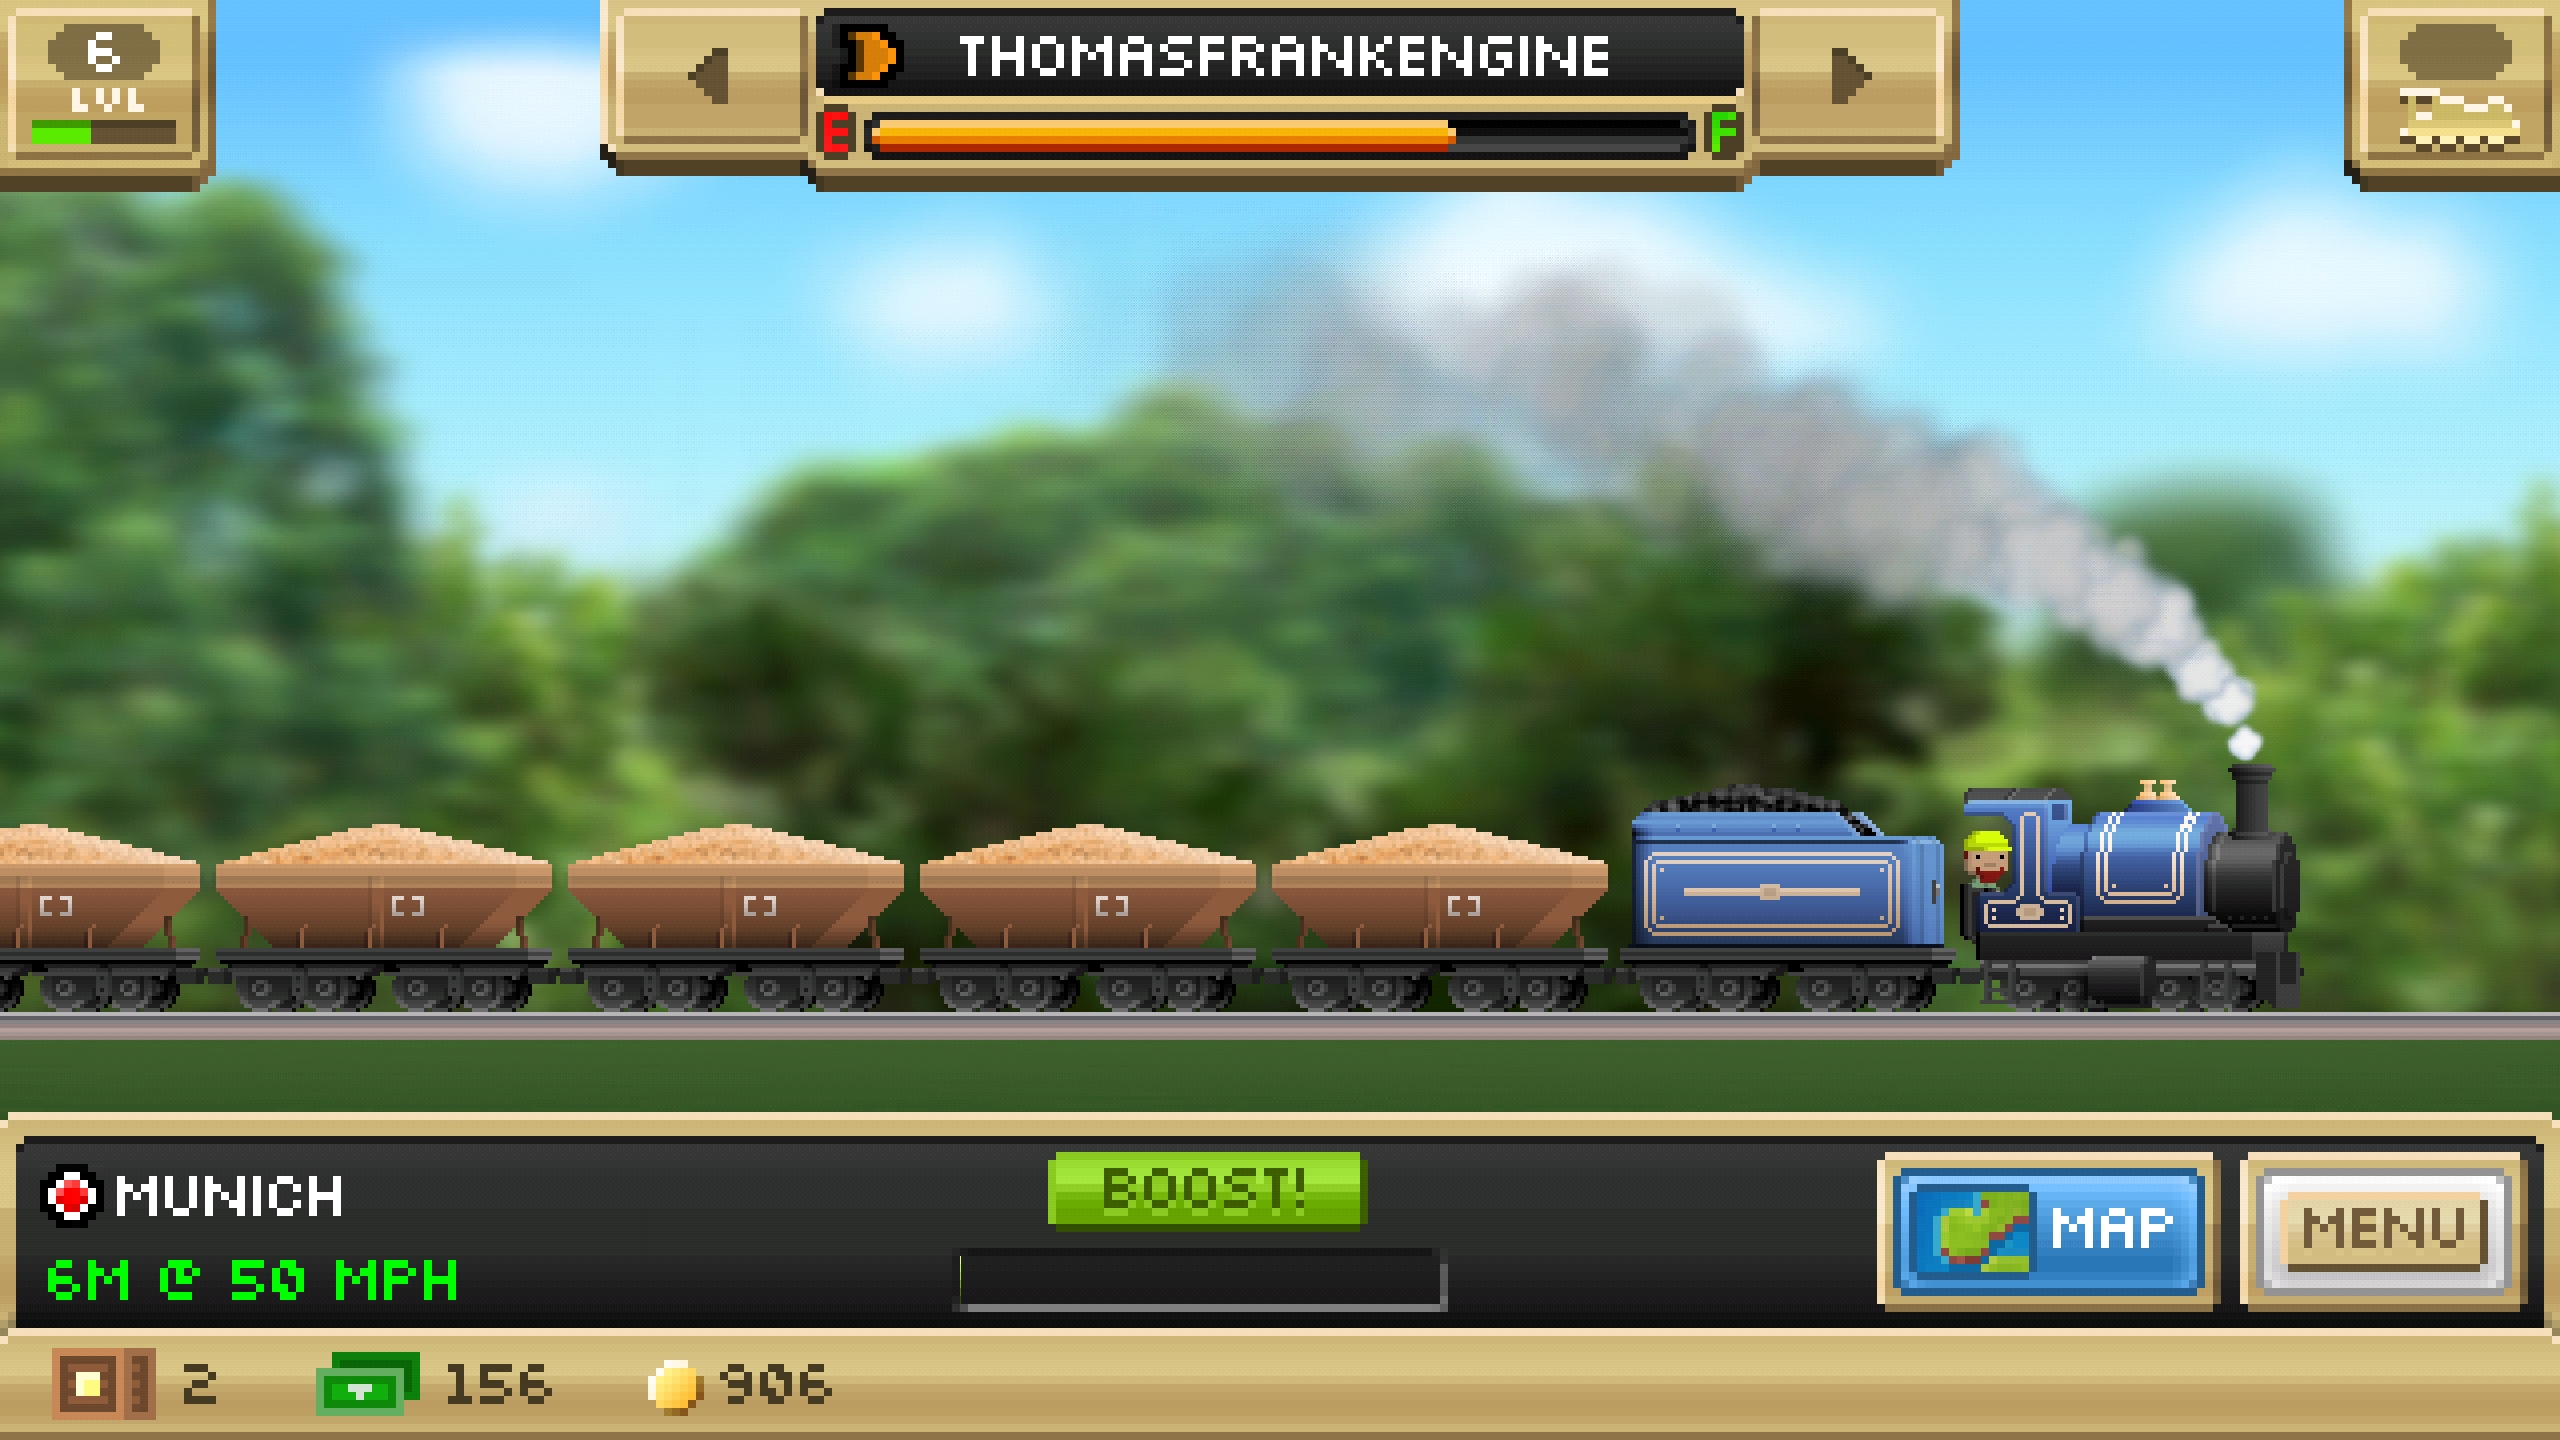 6
LVL
THOMASFRANKENGINE
E F
MUNICH
BOOST!
6M @ 50 MPH
MAP
MENU
2
156
906